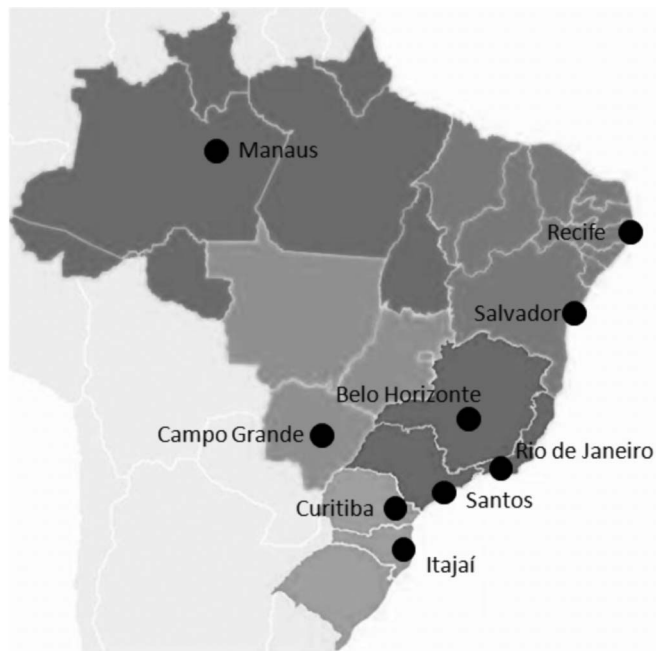 Manaus
Recife
Salvador
Belo Horizonte
Campo Grande
Rio de Janeiro
Santos
Curitiba
Itajaí